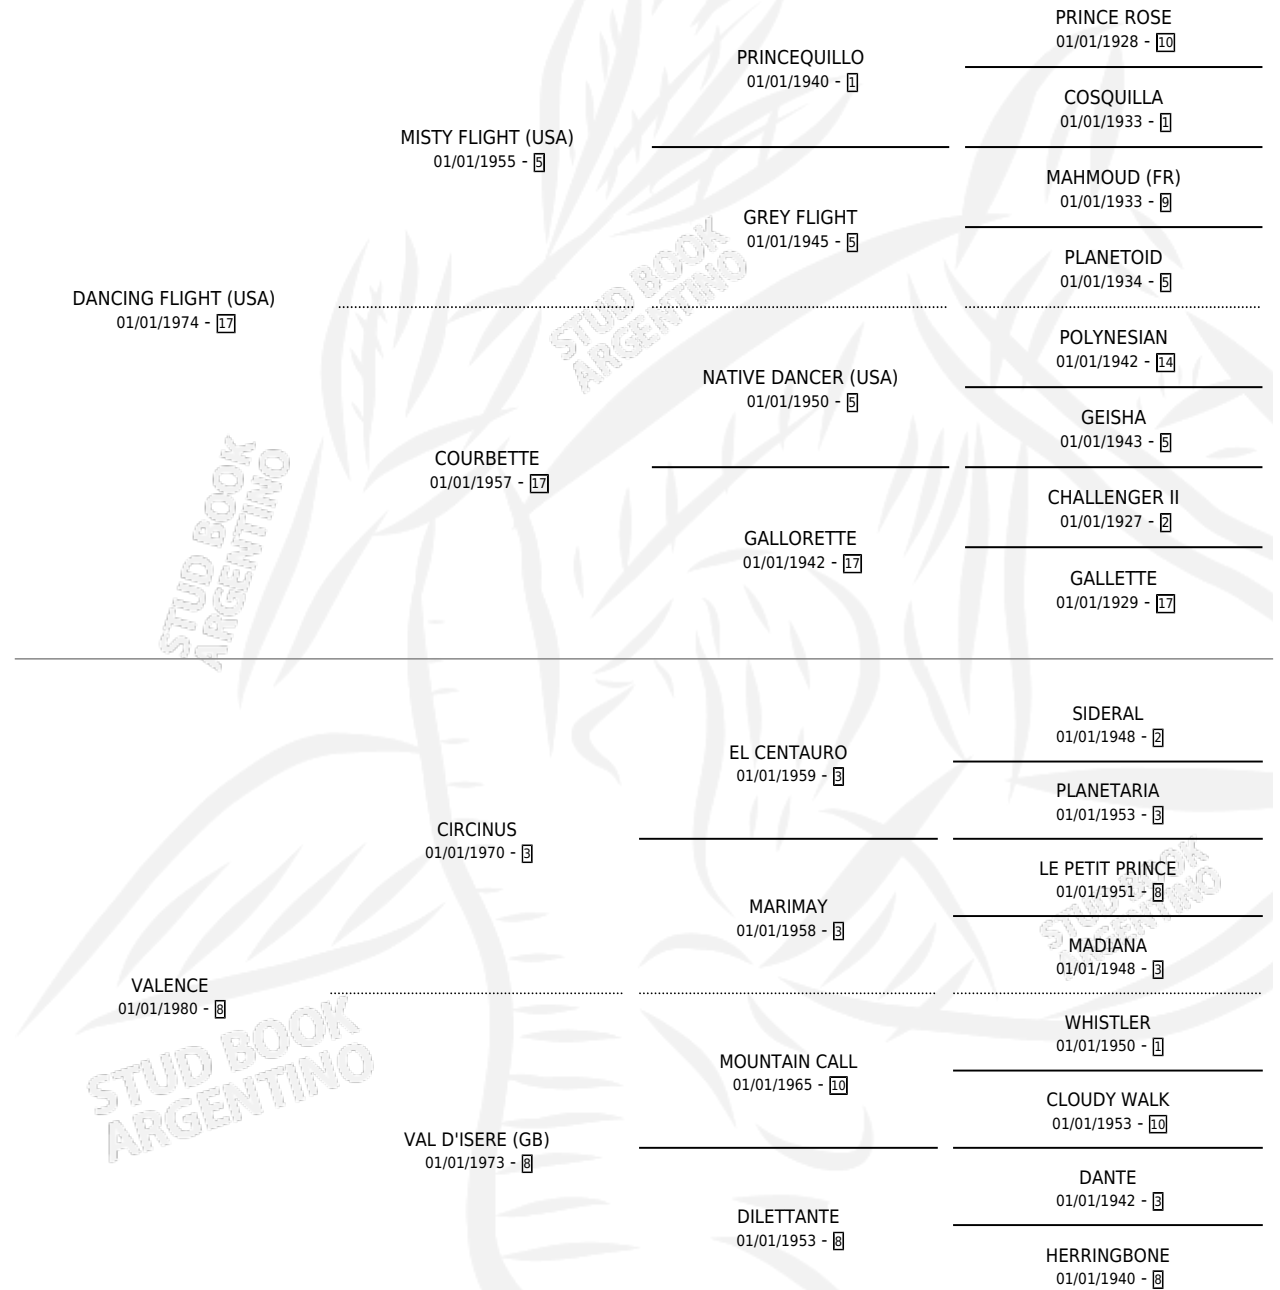 PRINCE ROSE
01/01/1928 - 10
PRINCEQUILLO
01/01/1940 - 1
COSQUILLA
01/01/1933 - 1
MISTY FLIGHT (USA)
01/01/1955 - 5
MAHMOUD (FR)
01/01/1933 - 9
GREY FLIGHT
01/01/1945 - 5
PLANETOID
01/01/1934 - 5
DANCING FLIGHT (USA)
01/01/1974 - 17
POLYNESIAN
01/01/1942 - 14
NATIVE DANCER (USA)
01/01/1950 - 5
GEISHA
01/01/1943 - 5
COURBETTE
01/01/1957 - 17
CHALLENGER II
01/01/1927 - 2
GALLORETTE
01/01/1942 - 17
GALLETTE
01/01/1929 - 17
SIDERAL
01/01/1948 - 2
EL CENTAURO
01/01/1959 - 3
PLANETARIA
01/01/1953 - 3
CIRCINUS
01/01/1970 - 3
LE PETIT PRINCE
01/01/1951 - 8
MARIMAY
01/01/1958 - 3
MADIANA
01/01/1948 - 3
VALENCE
01/01/1980 - 8
WHISTLER
01/01/1950 - 1
MOUNTAIN CALL
01/01/1965 - 10
CLOUDY WALK
01/01/1953 - 10
VAL D'ISERE (GB)
01/01/1973 - 8
DANTE
01/01/1942 - 3
DILETTANTE
01/01/1953 - 8
HERRINGBONE
01/01/1940 - 8
STUD BOOK
ARGENTINO
STUD BOOK
ARGENTINO
STUD BOOK
ARGENTINO
STUD BOOK
ARGENTINO